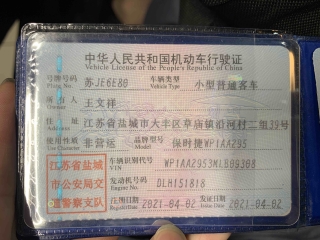 中华人民共和国机动车行驶证
Vehicle License of the People's Republic of China
号牌号码 苏JE6E80 车辆类型 小型普通客车
Plate No. Vehicle Type
所有人 王文祥
Owner
住址 江苏省盐城市大丰区草庙镇沿河村二组39号
Address
使用性质 非营运 品牌型号 保时捷WP1AA295
Model
江苏省盐城
市公安局交
通警察支队
车辆识别代号 WP1AA2953MLB09308
VIN
发动机号码 DLH151818
Engine No.
注册日期 2021-04-02 发证日期 2021-04-02
Register Date Issue Date